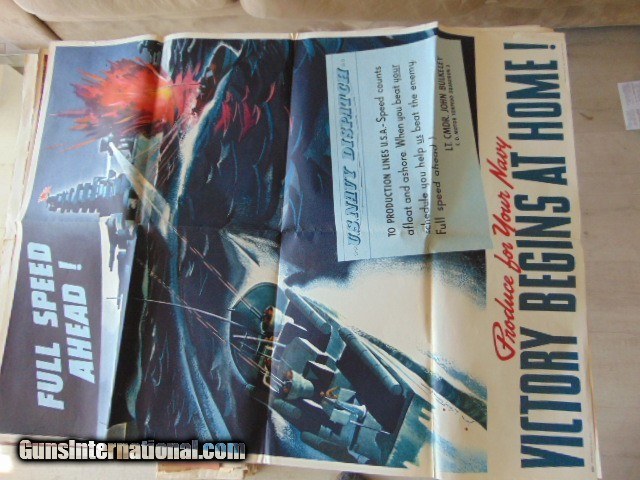 FULL SPEED
AHEAD!
U.S. NAVY DISPATCH
TO PRODUCTION LINES U.S.A. - Speed counts
afloat and ashore. When you beat your
schedule you help us beat the enemy.
Full speed ahead!
LT. CMDR. JOHN BULKELEY
Produce for Your Navy
VICTORY BEGINS AT HOME!
GunsInternational.com